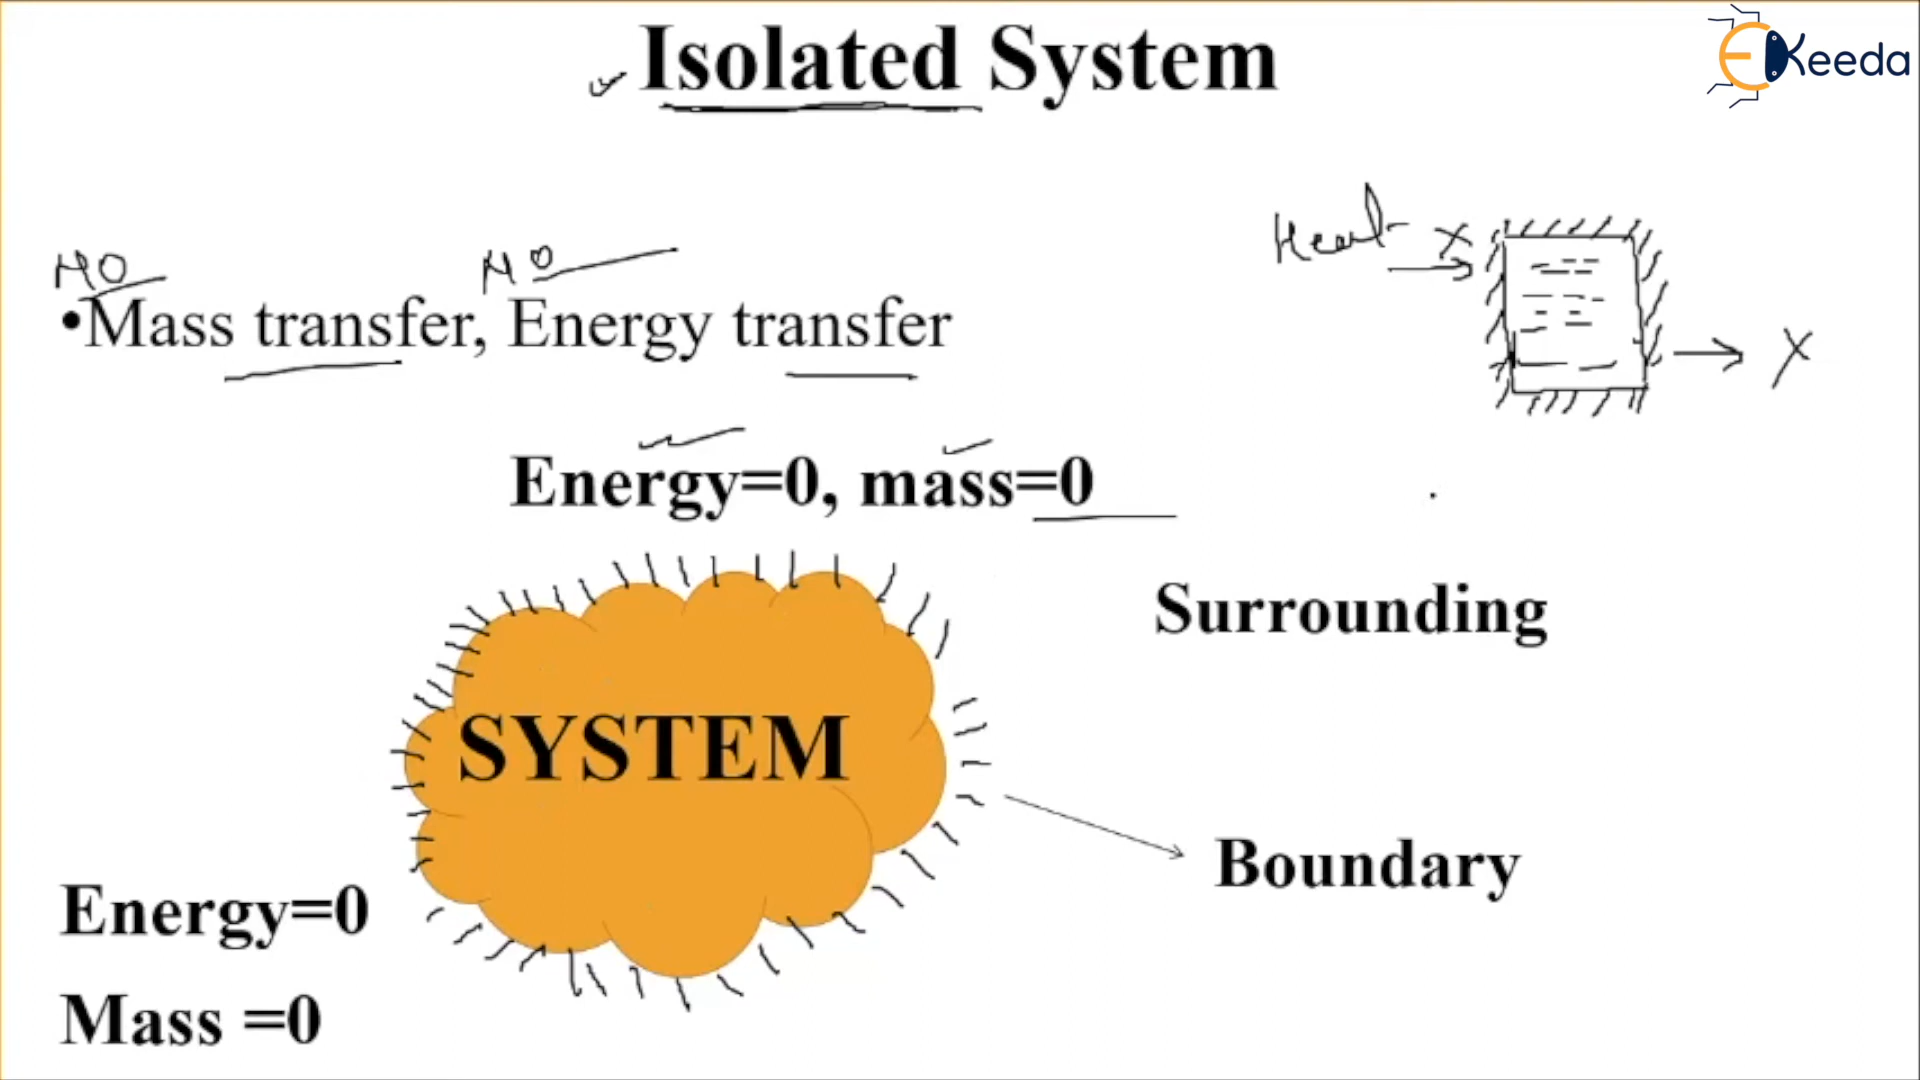 Isolated System
EKeeda
Heat X
NO NO
•Mass transfer, Energy transfer
X
Energy=0, mass=0
Surrounding
SYSTEM
Boundary
Energy=0
Mass =0